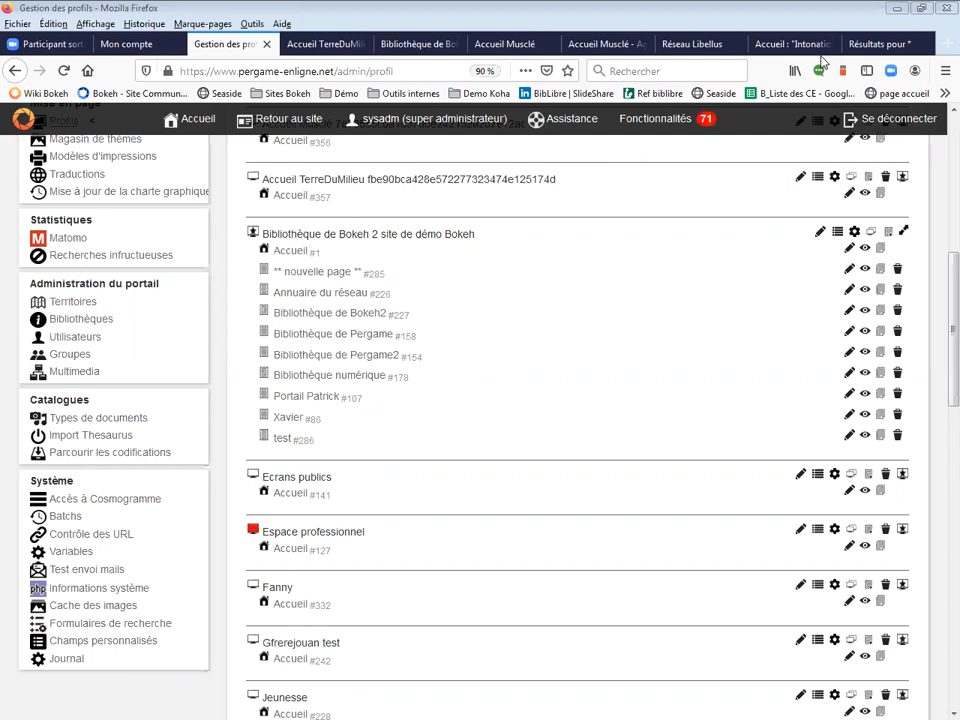 Gestion des profils - Mozilla Firefox
Fichier Édition Affichage Historique Marque-pages Outils Aide
Participant sort
Mon compte
Gestion des pro
Accueil TerreDuMili
Bibliothèque de Bo
Accueil Musclé
Accueil Musclé - Ag
Réseau Libellus
Accueil : "Intonatio
Résultats pour *
https://www.pergame-enligne.net/admin/profil
90 %
Rechercher
Wiki Bokeh
Bokeh - Site Commun...
Seaside
Sites Bokeh
Démo
Outils internes
Demo Koha
BibLibre | SlideShare
Ref biblibre
Seaside
B_Liste des CE - Googl...
page accueil
Accueil
Retour au site
sysadm (super administrateur)
Assistance
Fonctionnalités 71
Se déconnecter
Mise en page
Profils <
Magasin de thèmes
Modèles d'impressions
Traductions
Mise à jour de la charte graphique
Statistiques
Matomo
Recherches infructueuses
Administration du portail
Territoires
Bibliothèques
Utilisateurs
Groupes
Multimedia
Catalogues
Types de documents
Import Thesaurus
Parcourir les codifications
Système
Accès à Cosmogramme
Batchs
Contrôle des URL
Variables
Test envoi mails
php Informations système
Cache des images
Formulaires de recherche
Champs personnalisés
Journal
Accueil #356
Accueil TerreDuMilieu fbe90bca428e572277323474e125174d
Accueil #357
Bibliothèque de Bokeh 2 site de démo Bokeh
Accueil #1
** nouvelle page ** #285
Annuaire du réseau #226
Bibliothèque de Bokeh2 #227
Bibliothèque de Pergame #158
Bibliothèque de Pergame2 #154
Bibliothèque numérique #178
Portail Patrick #107
Xavier #86
test #286
Ecrans publics
Accueil #141
Espace professionnel
Accueil #127
Fanny
Accueil #332
Gfrerejouan test
Accueil #242
Jeunesse
Accueil #228